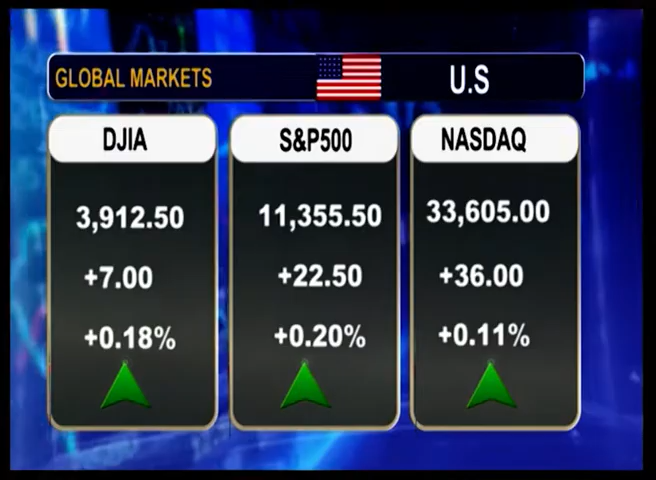 GLOBAL MARKETS U.S
DJIA S&P500 NASDAQ
3,912.50 11,355.50 33,605.00
+7.00 +22.50 +36.00
+0.18% +0.20% +0.11%